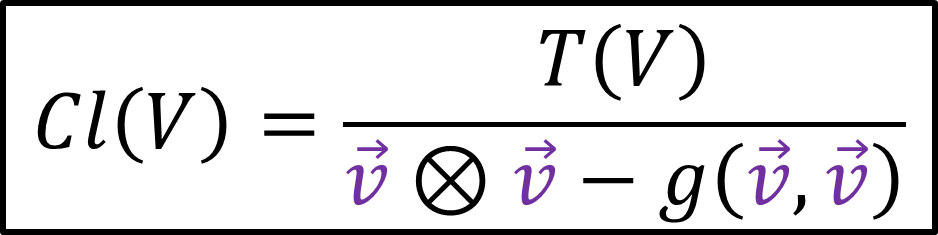 Cl(V) = T(V) / v⃗ ⊗ v⃗ − g(v⃗, v⃗)